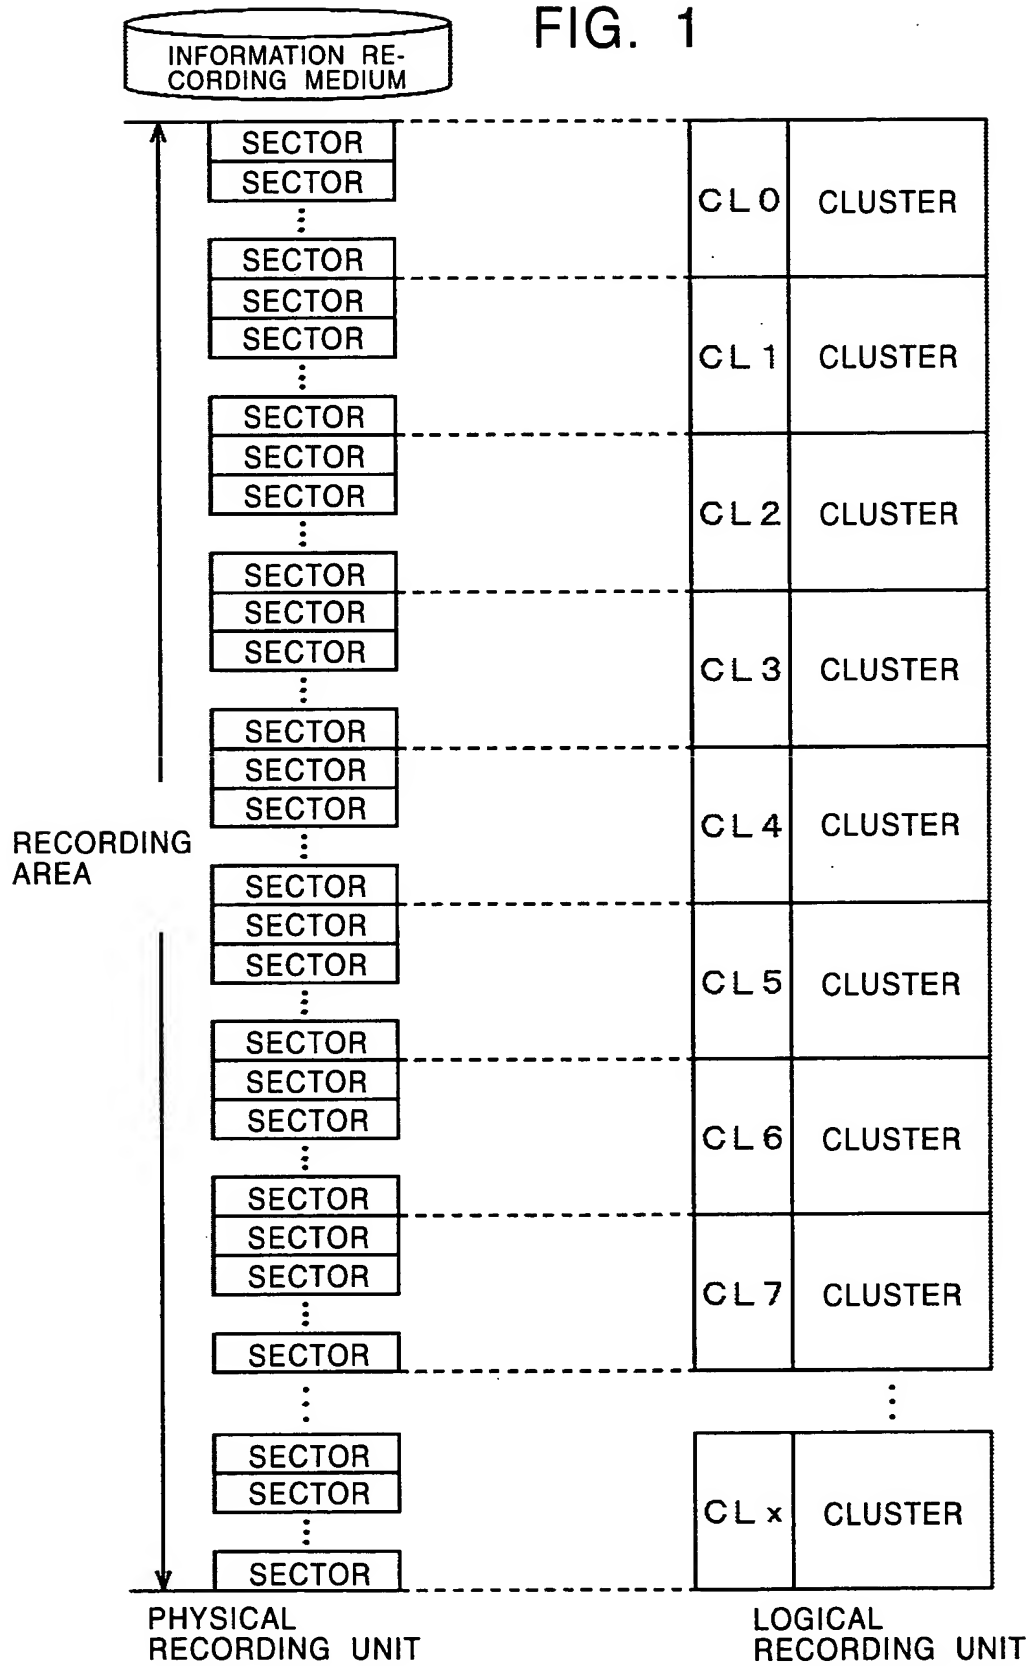 FIG. 1
INFORMATION RE-
CORDING MEDIUM
SECTOR
SECTOR
CL0 CLUSTER
SECTOR
SECTOR
SECTOR
CL1 CLUSTER
SECTOR
SECTOR
SECTOR
CL2 CLUSTER
SECTOR
SECTOR
SECTOR
CL3 CLUSTER
SECTOR
SECTOR
SECTOR
CL4 CLUSTER
RECORDING
AREA
SECTOR
SECTOR
SECTOR
CL5 CLUSTER
SECTOR
SECTOR
SECTOR
CL6 CLUSTER
SECTOR
SECTOR
SECTOR
CL7 CLUSTER
SECTOR
SECTOR
SECTOR
CLx CLUSTER
SECTOR
PHYSICAL
RECORDING UNIT
LOGICAL
RECORDING UNIT